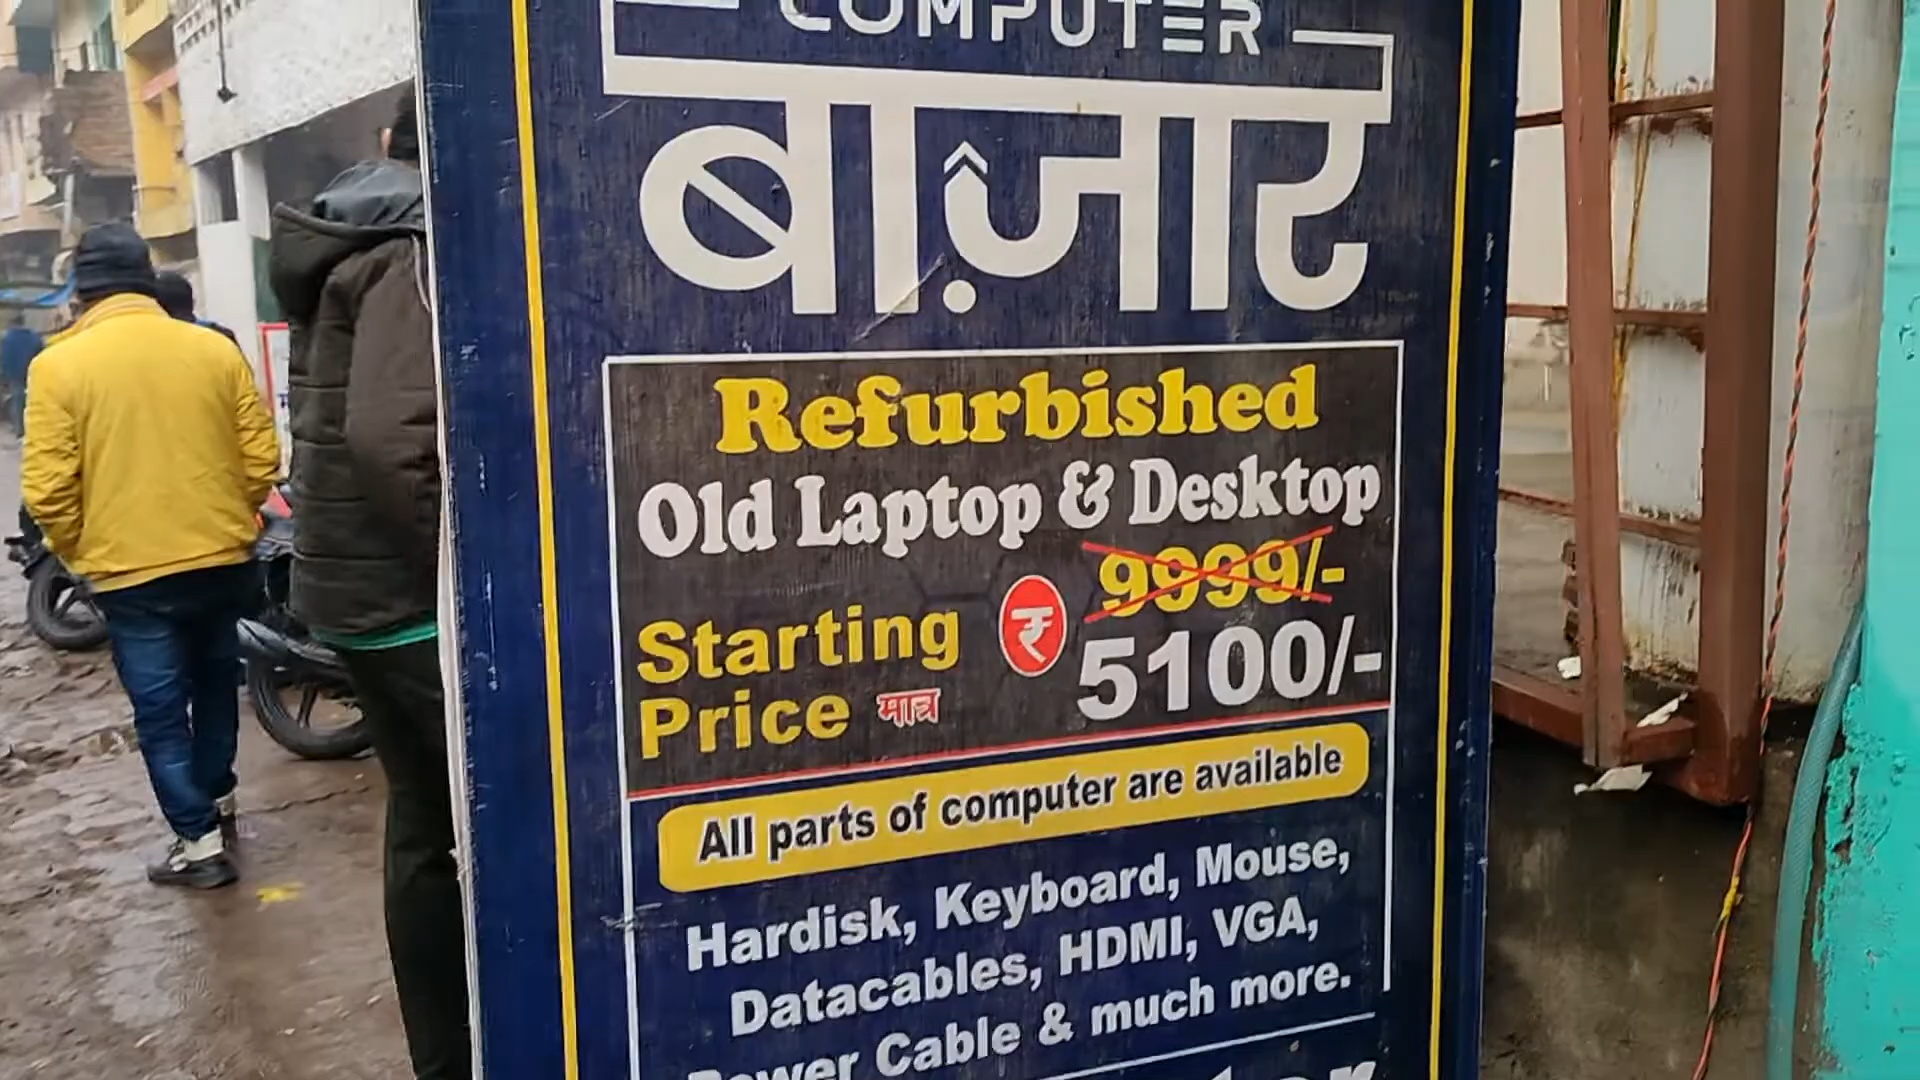 COMPUTER
बाज़ार
Refurbished
Old Laptop & Desktop
9999/-
Starting ₹ 5100/-
Price मात्र
All parts of computer are available
Hardisk, Keyboard, Mouse,
Datacables, HDMI, VGA,
Power Cable & much more.